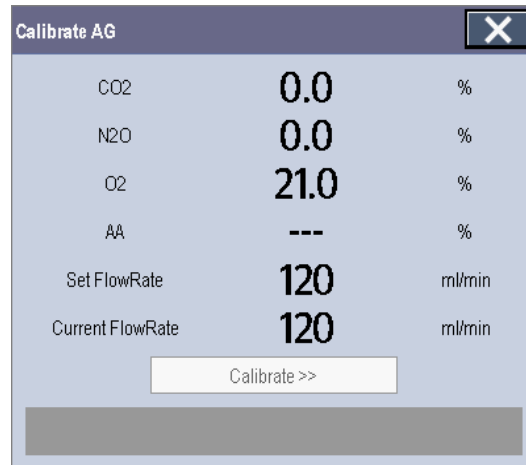 Calibrate AG
CO2 0.0 %
N2O 0.0 %
O2 21.0 %
AA --- %
Set FlowRate 120 ml/min
Current FlowRate 120 ml/min
Calibrate >>